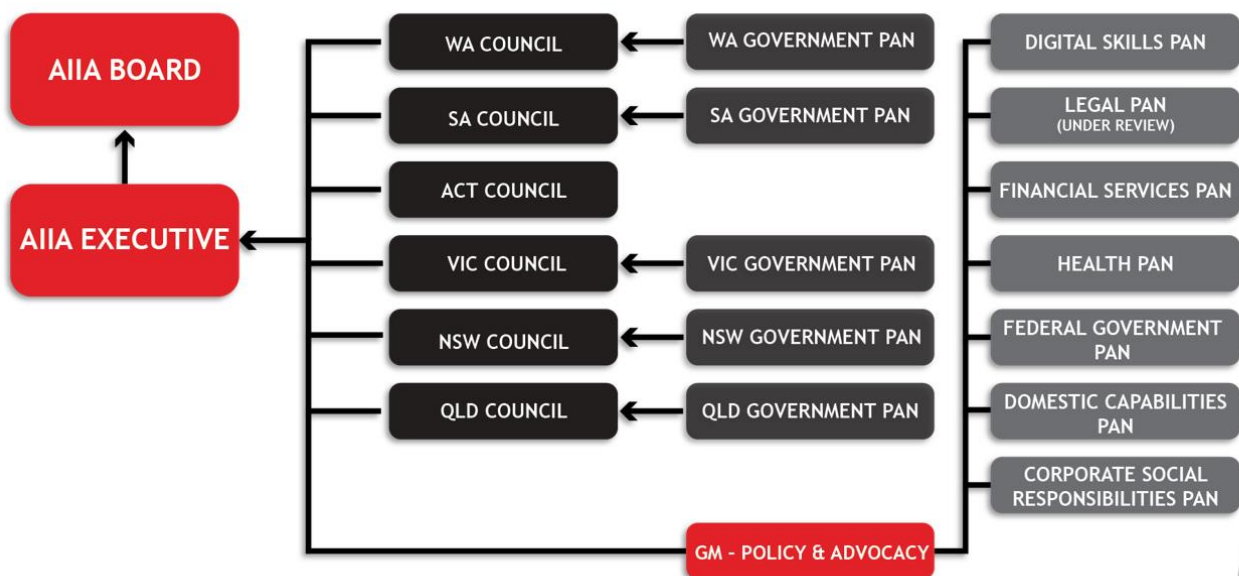 AIIA BOARD
AIIA EXECUTIVE
WA COUNCIL
SA COUNCIL
ACT COUNCIL
VIC COUNCIL
NSW COUNCIL
QLD COUNCIL
WA GOVERNMENT PAN
SA GOVERNMENT PAN
VIC GOVERNMENT PAN
NSW GOVERNMENT PAN
QLD GOVERNMENT PAN
GM - POLICY & ADVOCACY
DIGITAL SKILLS PAN
LEGAL PAN
(UNDER REVIEW)
FINANCIAL SERVICES PAN
HEALTH PAN
FEDERAL GOVERNMENT
PAN
DOMESTIC CAPABILITIES
PAN
CORPORATE SOCIAL
RESPONSIBILITIES PAN